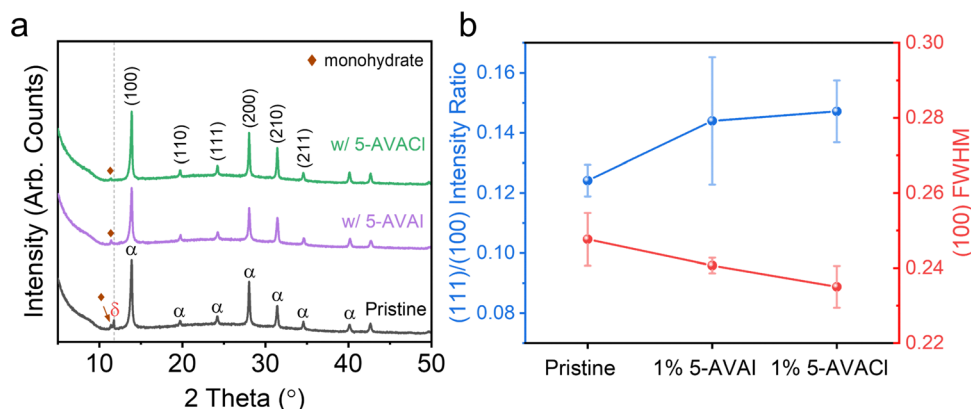 a
Intensity (Arb. Counts)
♦ monohydrate
(100)
(110)
(111)
(200)
(210)
(211)
w/ 5-AVACl
w/ 5-AVAI
α
δ
α
α
α
α
α
α
Pristine
10
20
30
40
50
2 Theta (°)
b
(111)/(100) Intensity Ratio
0.16
0.14
0.12
0.10
0.08
0.30
0.28
0.26
0.24
0.22
(100) FWHM
Pristine
1% 5-AVAI
1% 5-AVACl